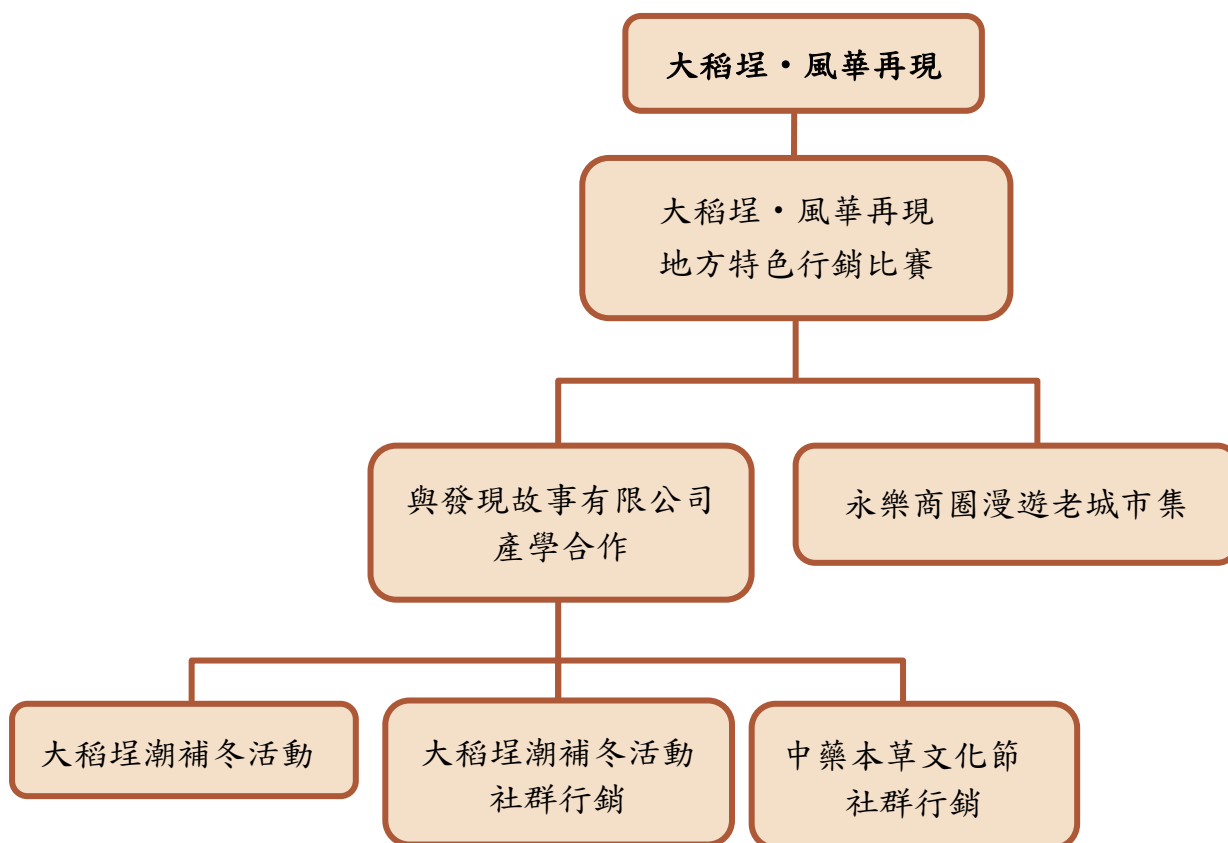 大稻埕・風華再現
大稻埕・風華再現
地方特色行銷比賽
與發現故事有限公司
產學合作
永樂商圈漫遊老城市集
大稻埕潮補冬活動
大稻埕潮補冬活動
社群行銷
中藥本草文化節
社群行銷